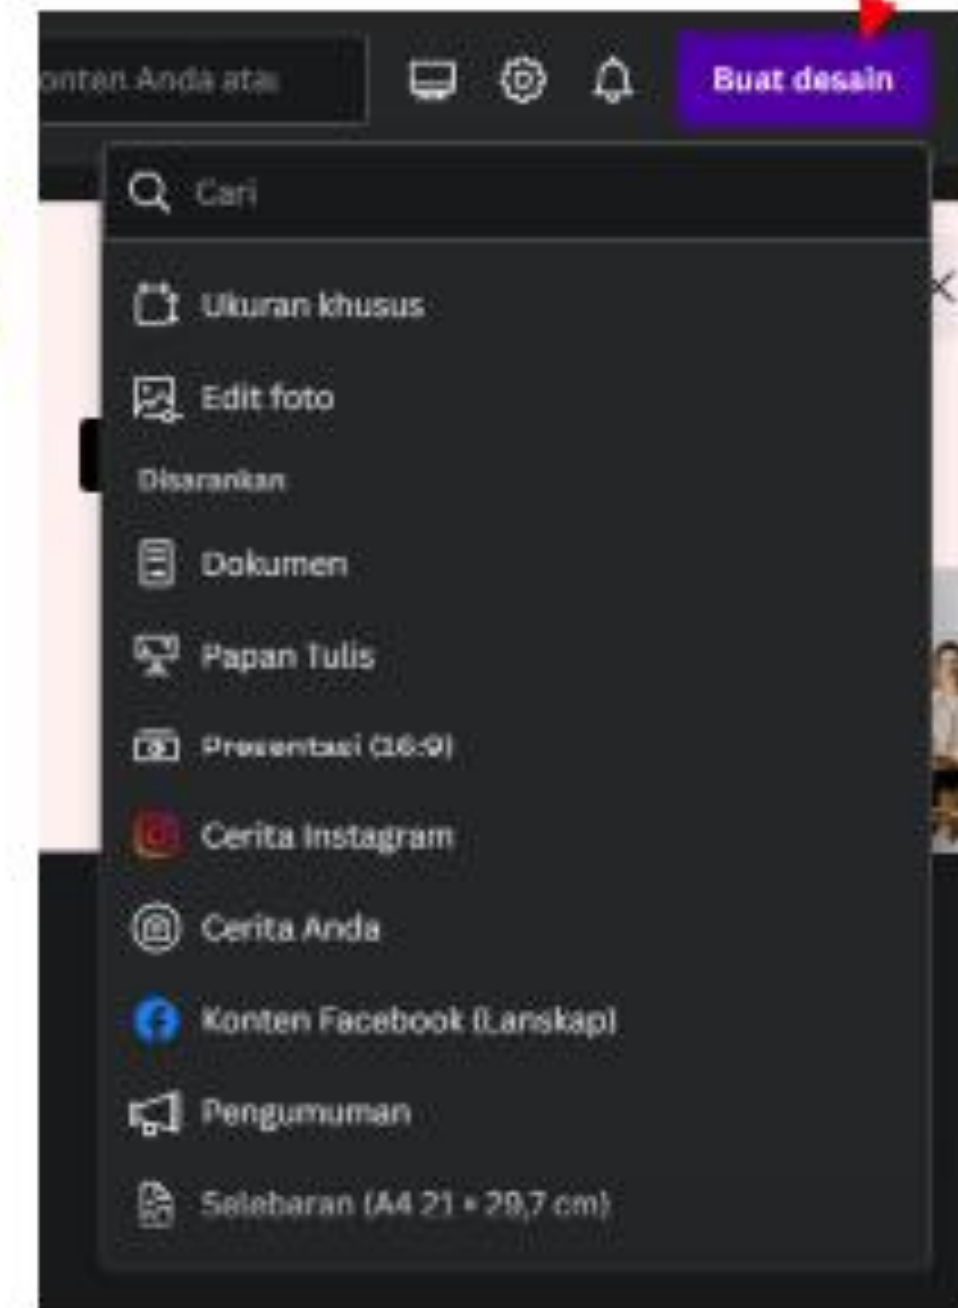 onten Anda atau
Buat desain
Cari
Ukuran khusus
Edit foto
Disarankan
Dokumen
Papan Tulis
Presentasi (16:9)
Cerita Instagram
Cerita Anda
Konten Facebook (Lanskap)
Pengumuman
Selebaran (A4 21 × 29,7 cm)